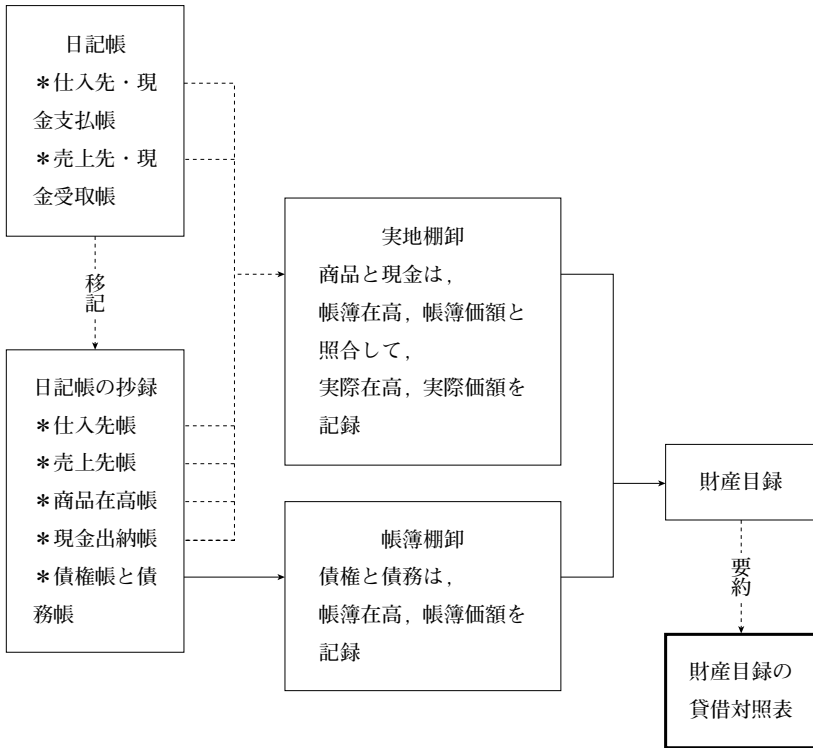 日記帳
＊仕入先・現
金支払帳
＊売上先・現
金受取帳
移記
日記帳の抄録
＊仕入先帳
＊売上先帳
＊商品在高帳
＊現金出納帳
＊債権帳と債
務帳
実地棚卸
商品と現金は，
帳簿在高，帳簿価額と
照合して，
実際在高，実際価額を
記録
帳簿棚卸
債権と債務は，
帳簿在高，帳簿価額を
記録
財産目録
要約
財産目録の
貸借対照表